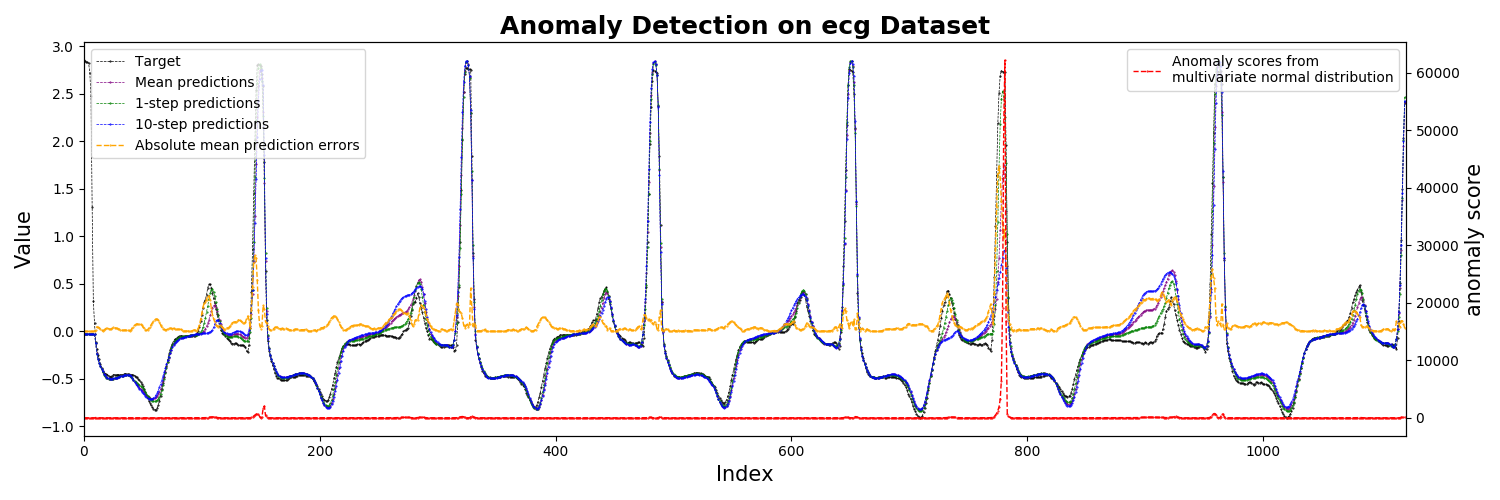 Anomaly Detection on ecg Dataset
3.0
2.5
2.0
1.5
1.0
0.5
0.0
−0.5
−1.0
Value
Target
Mean predictions
1-step predictions
10-step predictions
Absolute mean prediction errors
Anomaly scores from
multivariate normal distribution
60000
50000
40000
30000
20000
10000
0
anomaly score
0 200 400 600 800 1000
Index